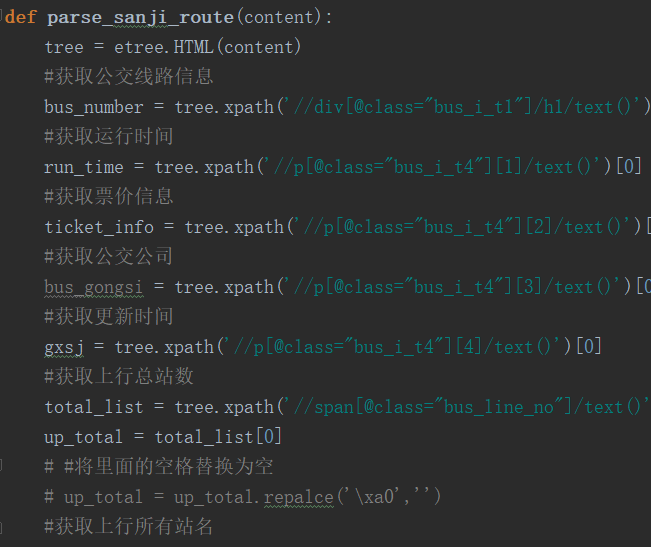 def parse_sanji_route(content):
tree = etree.HTML(content)
#获取公交线路信息
bus_number = tree.xpath('//div[@class="bus_i_t1"]/h1/text()')
#获取运行时间
run_time = tree.xpath('//p[@class="bus_i_t4"][1]/text()')[0]
#获取票价信息
ticket_info = tree.xpath('//p[@class="bus_i_t4"][2]/text()')[
#获取公交公司
bus_gongsi = tree.xpath('//p[@class="bus_i_t4"][3]/text()')[0
#获取更新时间
gxsj = tree.xpath('//p[@class="bus_i_t4"][4]/text()')[0]
#获取上行总站数
total_list = tree.xpath('//span[@class="bus_line_no"]/text()'
up_total = total_list[0]
# #将里面的空格替换为空
# up_total = up_total.repalce('\xa0','')
#获取上行所有站名